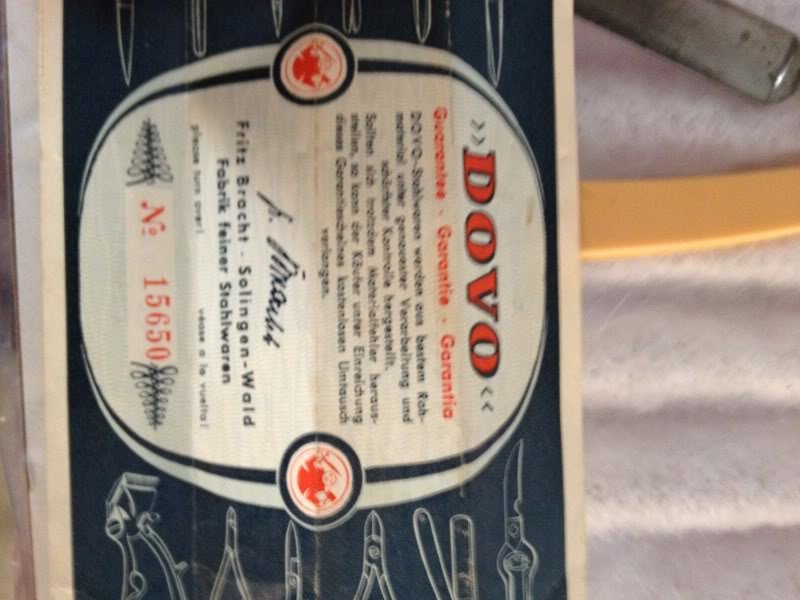 »DOVO«
Guarantee - Garantie - Garantia
DOVO-Stahlwaren werden aus bestem Roh-
material unter genauester Verarbeitung und
schärfster Kontrolle hergestellt.
Sollten sich trotzdem Materialfehler heraus-
stellen, so kann der Käufer unter Einreichung
dieses Garantiescheines kostenlosen Umtausch
verlangen.
Fritz Bracht - Solingen-Wald
Fabrik feiner Stahlwaren
please turn over! véase a la vuelta!
№ 15650